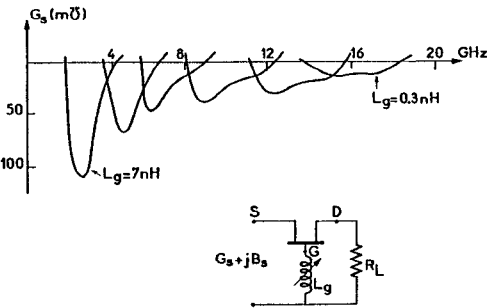 Gs(m℧)
4 8 12 16 20 GHz
50
100
Lg=7nH
Lg=0.3nH
S D
Gs+jBs
G
Lg
RL